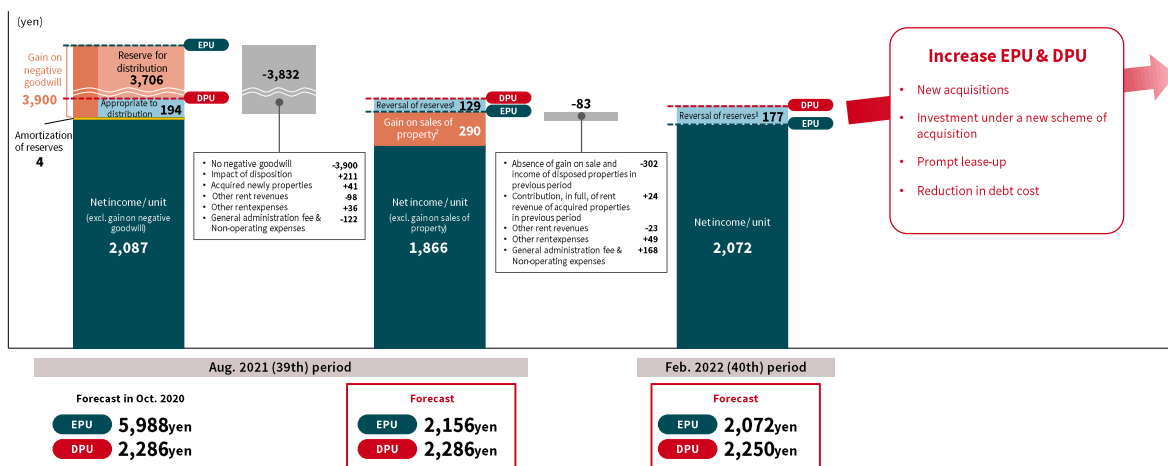 (yen)
Gain on
negative
goodwill
3,900
Amortization
of reserves
4
Reserve for
distribution
3,706
Appropriate to
distribution
194
Net income / unit
(excl. gain on negative
goodwill)
2,087
EPU
DPU
-3,832
• No negative goodwill -3,900
• Impact of disposition +211
• Acquired newly properties +41
• Other rent revenues -98
• Other rentexpenses +36
• General administration fee & -122
Non-operating expenses
Reversal of reserves¹ 129
Gain on sales of
property² 290
Net income / unit
(excl. gain on sales of
property)
1,866
DPU
EPU
-83
• Absence of gain on sale and -302
income of disposed properties in
previous period
• Contribution, in full, of rent +24
revenue of acquired properties
in previous period
• Other rent revenues -23
• Other rentexpenses +49
• General administration fee & +168
Non-operating expenses
Reversal of reserves¹ 177
Net income / unit
2,072
DPU
EPU
Increase EPU & DPU
• New acquisitions
• Investment under a new scheme of
acquisition
• Prompt lease-up
• Reduction in debt cost
Aug. 2021 (39th) period
Feb. 2022 (40th) period
Forecast in Oct. 2020
EPU 5,988yen
DPU 2,286yen
Forecast
EPU 2,156yen
DPU 2,286yen
Forecast
EPU 2,072yen
DPU 2,250yen